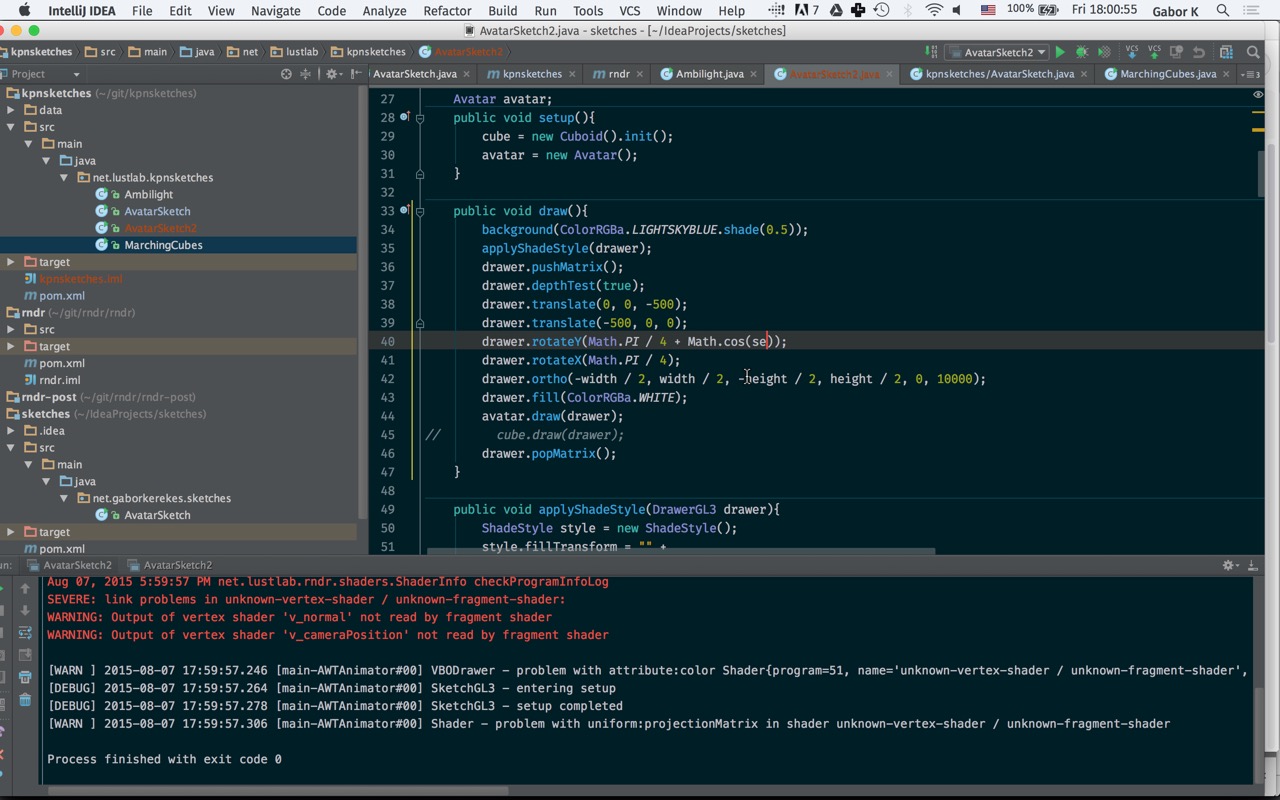 IntelliJ IDEA File Edit View Navigate Code Analyze Refactor Build Run Tools VCS Window Help 7 100% Fri 18:00:55 Gabor K
AvatarSketch2.java - sketches - [~/IdeaProjects/sketches]
kpnsketches src main java net lustlab kpnsketches AvatarSketch2 AvatarSketch2 VCS VCS
Project AvatarSketch.java kpnsketches rndr Ambilight.java AvatarSketch2.java kpnsketches/AvatarSketch.java MarchingCubes.java 3
kpnsketches (~/git/kpnsketches)
data
src
main
java
net.lustlab.kpnsketches
Ambilight
AvatarSketch
AvatarSketch2
MarchingCubes
target
kpnsketches.iml
pom.xml
rndr (~/git/rndr/rndr)
src
target
pom.xml
rndr.iml
rndr-post (~/git/rndr/rndr-post)
sketches (~/IdeaProjects/sketches)
.idea
src
main
java
net.gaborkerekes.sketches
AvatarSketch
target
pom.xml
27 Avatar avatar;
28 public void setup(){
29 cube = new Cuboid().init();
30 avatar = new Avatar();
31 }
32
33 public void draw(){
34 background(ColorRGBa.LIGHTSKYBLUE.shade(0.5));
35 applyShadeStyle(drawer);
36 drawer.pushMatrix();
37 drawer.depthTest(true);
38 drawer.translate(0, 0, -500);
39 drawer.translate(-500, 0, 0);
40 drawer.rotateY(Math.PI / 4 + Math.cos(se));
41 drawer.rotateX(Math.PI / 4);
42 drawer.ortho(-width / 2, width / 2, -height / 2, height / 2, 0, 10000);
43 drawer.fill(ColorRGBa.WHITE);
44 avatar.draw(drawer);
45 // cube.draw(drawer);
46 drawer.popMatrix();
47 }
48
49 public void applyShadeStyle(DrawerGL3 drawer){
50 ShadeStyle style = new ShadeStyle();
51 style.fillTransform = "" +
un: AvatarSketch2 AvatarSketch2
Aug 07, 2015 5:59:57 PM net.lustlab.rndr.shaders.ShaderInfo checkProgramInfoLog
SEVERE: link problems in unknown-vertex-shader / unknown-fragment-shader:
WARNING: Output of vertex shader 'v_normal' not read by fragment shader
WARNING: Output of vertex shader 'v_cameraPosition' not read by fragment shader
[WARN ] 2015-08-07 17:59:57.246 [main-AWTAnimator#00] VBODrawer - problem with attribute:color Shader{program=51, name='unknown-vertex-shader / unknown-fragment-shader',
[DEBUG] 2015-08-07 17:59:57.264 [main-AWTAnimator#00] SketchGL3 - entering setup
[DEBUG] 2015-08-07 17:59:57.278 [main-AWTAnimator#00] SketchGL3 - setup completed
[WARN ] 2015-08-07 17:59:57.306 [main-AWTAnimator#00] Shader - problem with uniform:projectionMatrix in shader unknown-vertex-shader / unknown-fragment-shader
Process finished with exit code 0